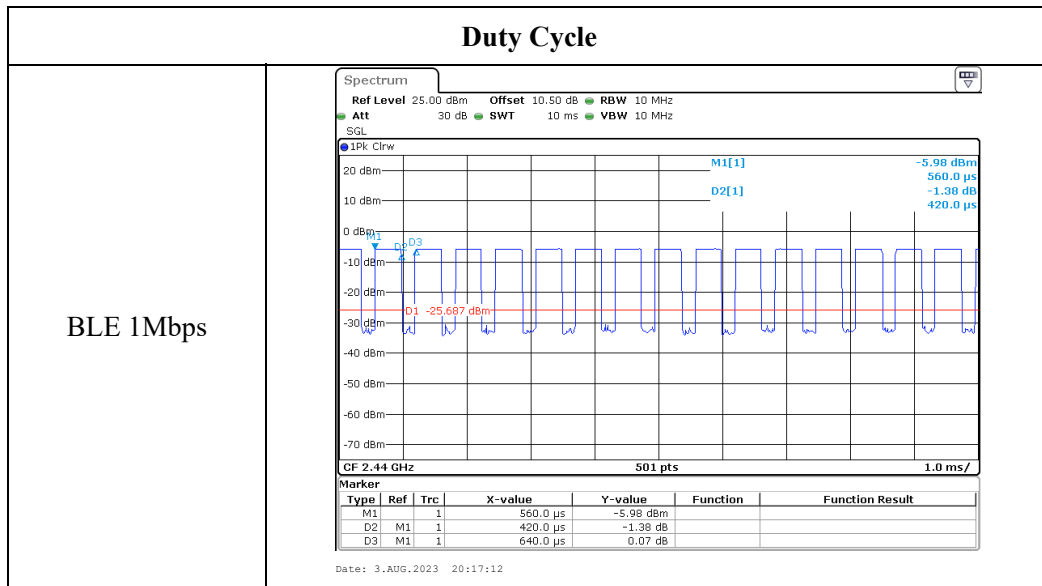 Duty Cycle
BLE 1Mbps
Spectrum
Ref Level 25.00 dBm Offset 10.50 dB RBW 10 MHz
Att 30 dB SWT 10 ms VBW 10 MHz
SGL
1Pk Clrw
M1[1] -5.98 dBm
560.0 µs
D2[1] -1.38 dB
420.0 µs
20 dBm
10 dBm
0 dBm
M1
D2 D3
-10 dBm
-20 dBm
D1 -25.687 dBm
-30 dBm
-40 dBm
-50 dBm
-60 dBm
-70 dBm
CF 2.44 GHz 501 pts 1.0 ms/
Marker
Type Ref Trc X-value Y-value Function Function Result
M1 1 560.0 µs -5.98 dBm
D2 M1 1 420.0 µs -1.38 dB
D3 M1 1 640.0 µs 0.07 dB
Date: 3.AUG.2023 20:17:12